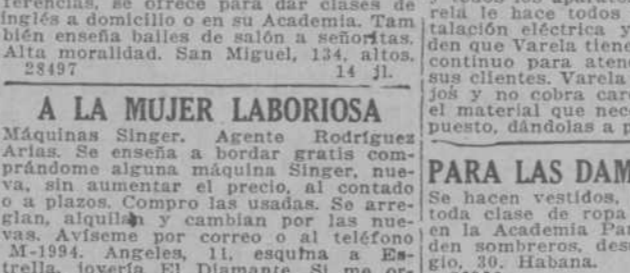 ferencias, se ofrece para dar clases de
inglés a domicilio o en su Academia. Tam
bién enseña bailes de salón a señoritas.
Alta moralidad. San Miguel, 134, altos.
28497 14 jl.
A LA MUJER LABORIOSA
Máquinas Singer. Agente Rodríguez
Arias. Se enseña a bordar gratis com-
prándome alguna máquina Singer, nue-
va, sin aumentar el precio, al contado
o a plazos. Compro las usadas. Se arre-
glan, alquilan y cambian por las nue-
vas. Avíseme por correo o al teléfono
M-1994. Angeles, 11, esquina a Es-
trella, joyería El Diamante. Si me or-
relà le hace todos
talación eléctrica y
den que Varela tiene
continuo para aten
sus clientes. Varela
jos y no cobra car
el material que nec
puesto, dándolas a p
PARA LAS DAM
Se hacen vestidos,
toda clase de ropa
en la Academia Pa
den sombreros, des
gio, 30, Habana.